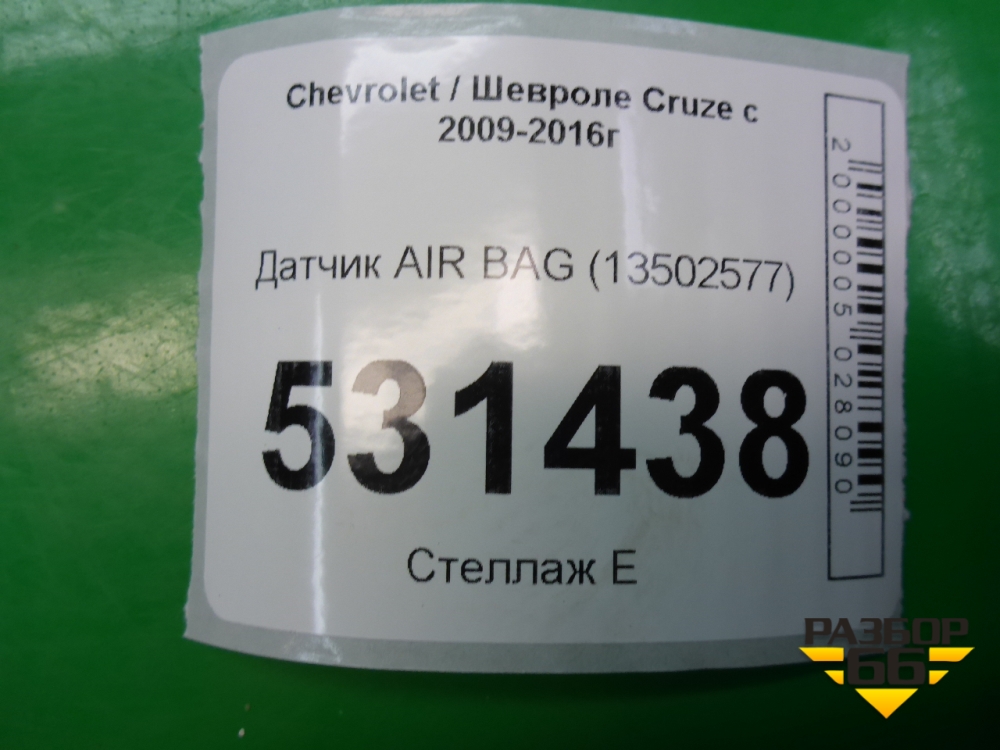 Chevrolet / Шевроле Cruze с
2009-2016г
Датчик AIR BAG (13502577)
531438
Стеллаж Е
2000005028090
РАЗБОР
66